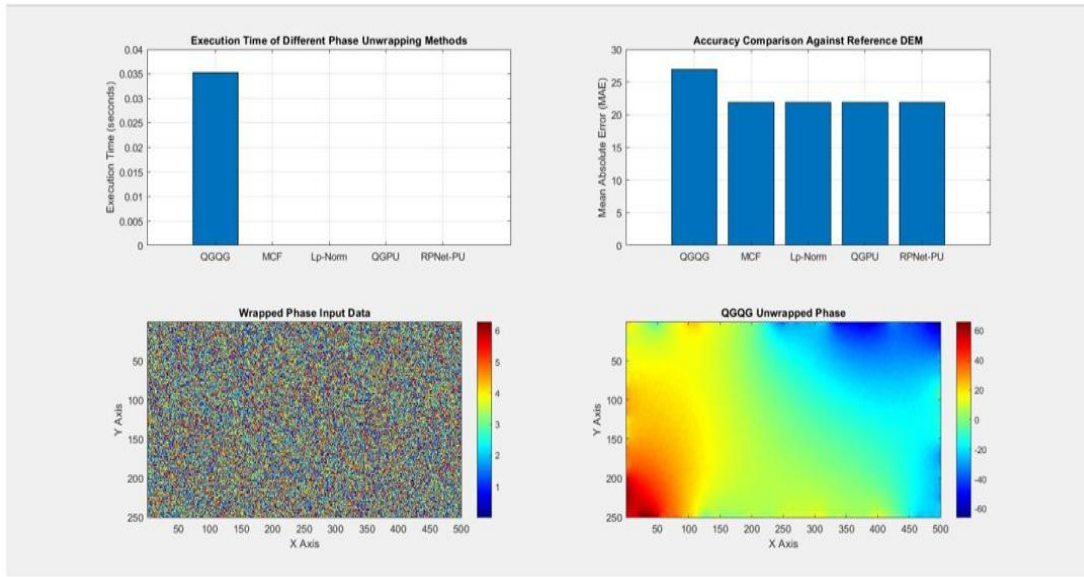 Execution Time of Different Phase Unwrapping Methods
Execution Time (seconds)
0.04
0.035
0.03
0.025
0.02
0.015
0.01
0.005
0
QGQG MCF Lp-Norm QGPU RPNet-PU
Accuracy Comparison Against Reference DEM
Mean Absolute Error (MAE)
30
25
20
15
10
5
0
QGQG MCF Lp-Norm QGPU RPNet-PU
Wrapped Phase Input Data
Y Axis
50
100
150
200
250
50 100 150 200 250 300 350 400 450 500
X Axis
6
5
4
3
2
1
QGQG Unwrapped Phase
Y Axis
50
100
150
200
250
50 100 150 200 250 300 350 400 450 500
X Axis
60
40
20
0
-20
-40
-60